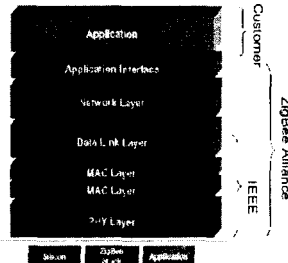 Application
Application Interface
Network Layer
Data Link Layer
MAC Layer
MAC Layer
PHY Layer
Customer
ZigBee Alliance
IEEE
Silicon
ZigBee
Stack
Application